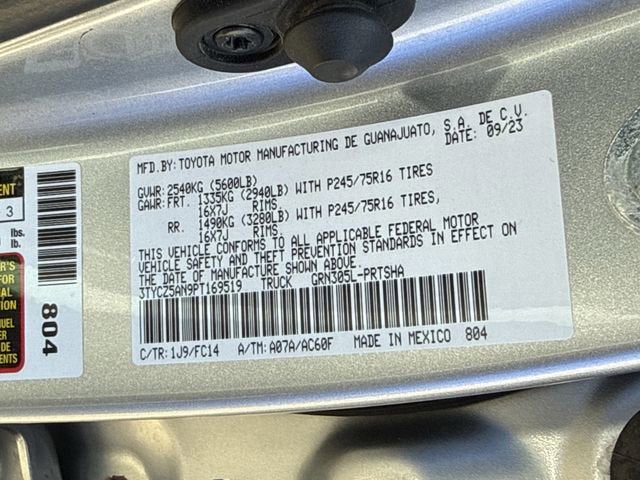 MFD.BY:TOYOTA MOTOR MANUFACTURING DE GUANAJUATO, S.A. DE C.V.
DATE: 09/23
GVWR:2540KG (5600LB)
GAWR:FRT. 1335KG (2940LB) WITH P245/75R16 TIRES
16X7J RIMS,
RR. 1490KG (3280LB) WITH P245/75R16 TIRES,
16X7J RIMS.
THIS VEHICLE CONFORMS TO ALL APPLICABLE FEDERAL MOTOR
VEHICLE SAFETY AND THEFT PREVENTION STANDARDS IN EFFECT ON
THE DATE OF MANUFACTURE SHOWN ABOVE.
3TYCZ5AN9PT169519 TRUCK GRN305L-PRTSHA
C/TR:1J9/FC14 A/TM:A07A/AC60F MADE IN MEXICO 804
3
lbs.
lb.
804